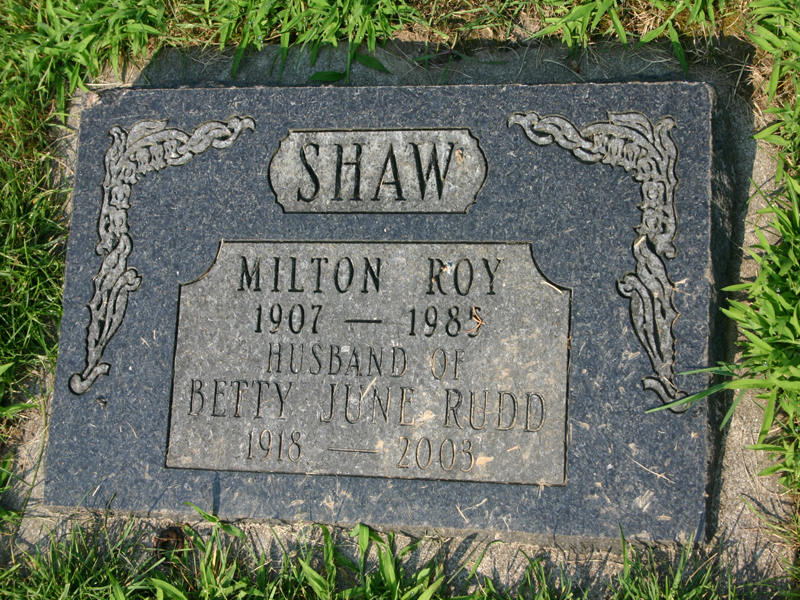 SHAW
MILTON ROY
1907 — 1985
HUSBAND OF
BETTY JUNE RUDD
1918 — 2003